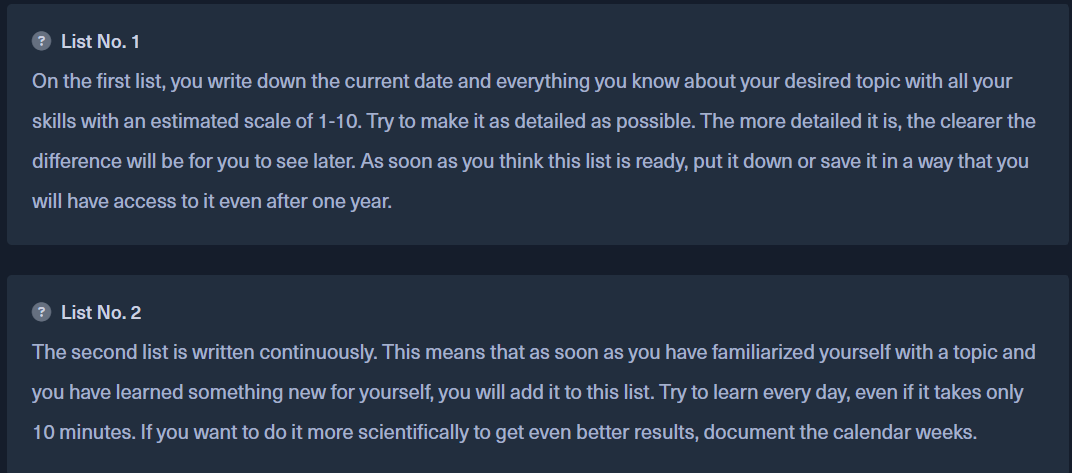 List No. 1
On the first list, you write down the current date and everything you know about your desired topic with all your
skills with an estimated scale of 1-10. Try to make it as detailed as possible. The more detailed it is, the clearer the
difference will be for you to see later. As soon as you think this list is ready, put it down or save it in a way that you
will have access to it even after one year.
List No. 2
The second list is written continuously. This means that as soon as you have familiarized yourself with a topic and
you have learned something new for yourself, you will add it to this list. Try to learn every day, even if it takes only
10 minutes. If you want to do it more scientifically to get even better results, document the calendar weeks.